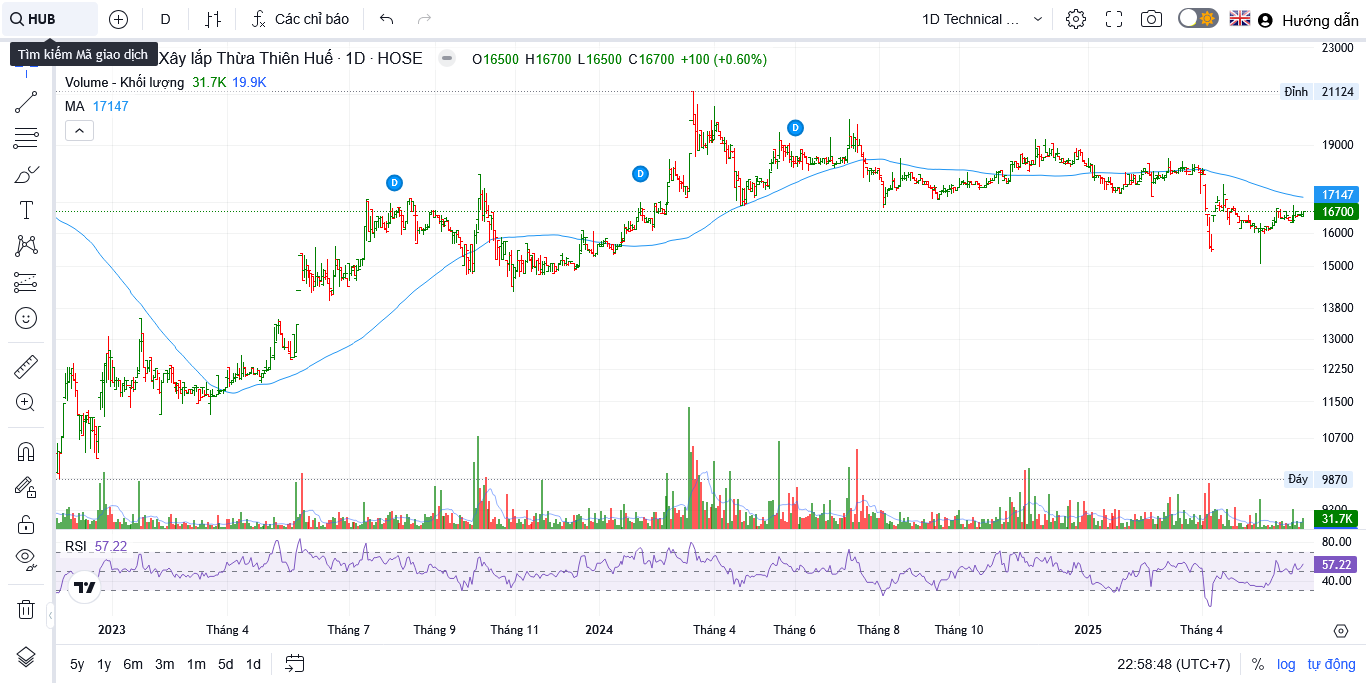 HUB
D
Các chỉ báo
1D Technical ...
Hướng dẫn
Tìm kiếm Mã giao dịch
Xây lắp Thừa Thiên Huế · 1D · HOSE
O16500 H16700 L16500 C16700 +100 (+0.60%)
Volume - Khối lượng 31.7K 19.9K
MA 17147
23000
Đỉnh 21124
19000
17147
16700
16000
15000
13800
13000
12250
11500
10700
Đáy 9870
9200
31.7K
D
D
D
RSI 57.22
80.00
57.22
40.00
2023 Tháng 4 Tháng 7 Tháng 9 Tháng 11 2024 Tháng 4 Tháng 6 Tháng 8 Tháng 10 2025 Tháng 4
5y 1y 6m 3m 1m 5d 1d
22:58:48 (UTC+7) % log tự động